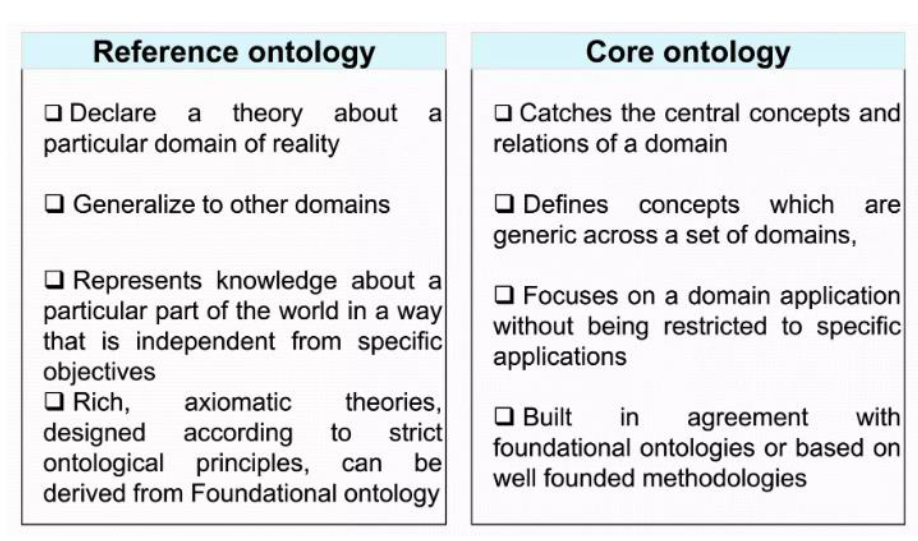 Reference ontology
❑ Declare a theory about a
particular domain of reality
❑ Generalize to other domains
❑ Represents knowledge about a
particular part of the world in a way
that is independent from specific
objectives
❑ Rich, axiomatic theories,
designed according to strict
ontological principles, can be
derived from Foundational ontology
Core ontology
❑ Catches the central concepts and
relations of a domain
❑ Defines concepts which are
generic across a set of domains,
❑ Focuses on a domain application
without being restricted to specific
applications
❑ Built in agreement with
foundational ontologies or based on
well founded methodologies